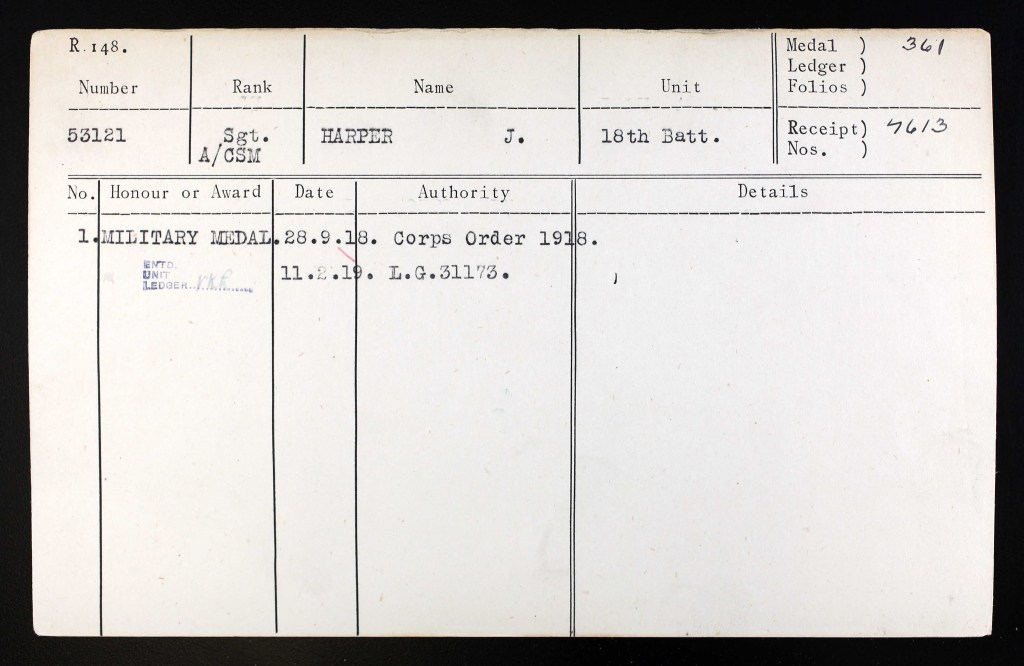 R.148.
Medal )
Ledger )
Folios )
361
Number Rank Name Unit
53121 Sgt. HARPER J. 18th Batt.
A/CSM
Receipt) 7613
Nos. )
No. Honour or Award Date Authority Details
1. MILITARY MEDAL. 28.9.18. Corps Order 1918.
11.2.19. L.G.31173.
ENTD.
UNIT
LEDGER